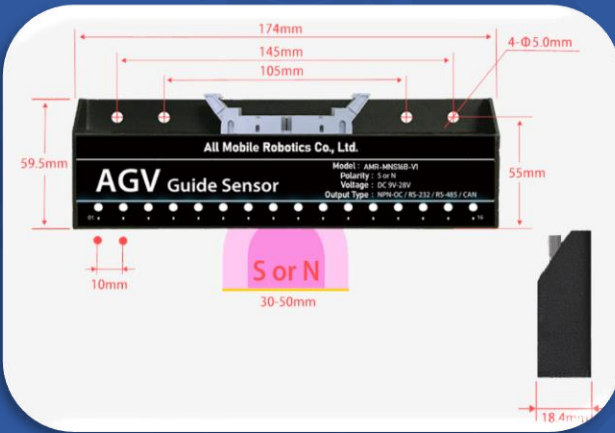 174mm
145mm
4-Φ5.0mm
105mm
All Mobile Robotics Co., Ltd.
59.5mm
AGV Guide Sensor
Model : AMR-MNS16B-V1
Polarity : S or N
Voltage : DC 9V-28V
Output Type : NPN-OC / RS-232 / RS-485 / CAN
55mm
01
16
S or N
10mm
30-50mm
18.4mm